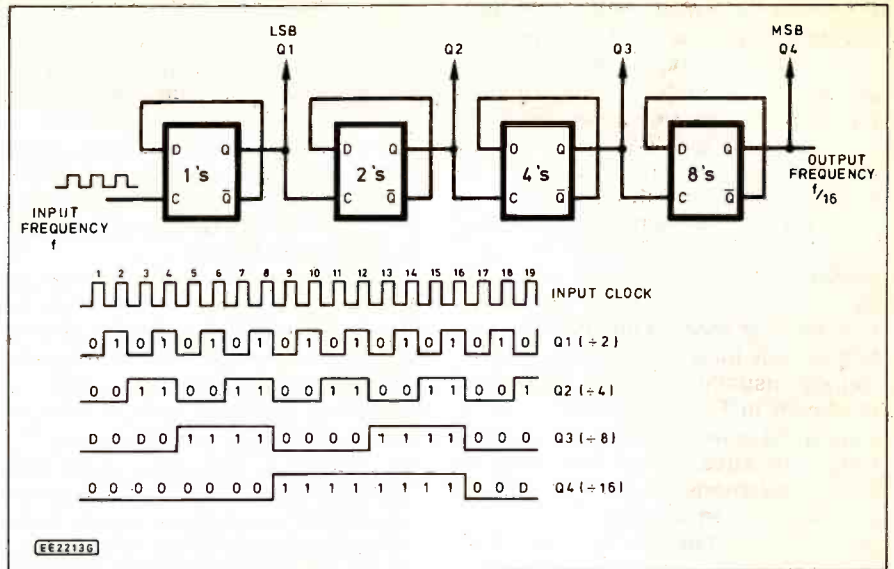 LSB MSB
Q1 Q2 Q3 Q4
D Q D Q O Q D Q
1's 2's 4's 8's
C Q̄ C Q̄ C Q̄ C Q̄
INPUT
FREQUENCY
f
OUTPUT
FREQUENCY
f/16
1 2 3 4 5 6 7 8 9 10 11 12 13 14 15 16 17 18 19
INPUT CLOCK
0 1 0 1 0 1 0 1 0 1 0 1 0 1 0 1 0 1 0 Q1 (÷2)
0 0 1 1 0 0 1 1 0 0 1 1 0 0 1 1 0 0 1 Q2 (÷4)
D 0 D 0 1 1 1 1 0 0 0 0 1 1 1 1 0 0 0 Q3 (÷8)
0 0 0 0 0 0 0 0 1 1 1 1 1 1 1 1 0 0 D Q4 (÷16)
EE2213G